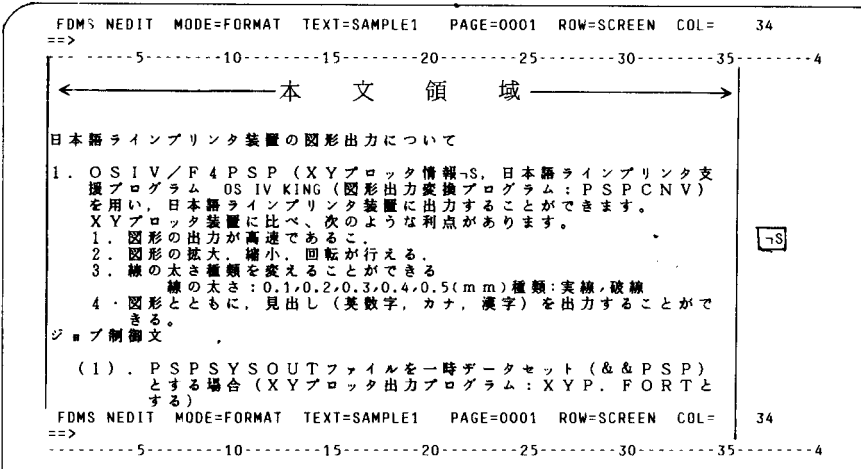 FDMS NEDIT  MODE=FORMAT  TEXT=SAMPLE1   PAGE=0001  ROW=SCREEN  COL=    34
==>
--- -----5--------10--------15--------20--------25--------30--------35--------4
本 文 領 域
日本語ラインプリンタ装置の図形出力について
1. OSⅣ/F4PSP(XYプロッタ情報¬S,日本語ラインプリンタ支
援プログラム OS IV KING(図形出力変換プログラム:PSPCNV)
を用い,日本語ラインプリンタ装置に出力することができます。
XYプロッタ装置に比べ、次のような利点があります。
1.図形の出力が高速であるこ.
2.図形の拡大,縮小,回転が行える.
3.線の太さ種類を変えることができる
線の太さ:0.1,0.2,0.3,0.4,0.5(mm)種類:実線,破線
4・図形とともに,見出し(英数字,カナ,漢字)を出力することがで
きる。
ジョブ制御文
(1).PSPSYSOUTファイルを一時データセット(&&PSP)
とする場合(XYプロッタ出力プログラム:XYP.FORTと
する)
¬S
FDMS NEDIT  MODE=FORMAT  TEXT=SAMPLE1   PAGE=0001  ROW=SCREEN  COL=    34
==>
---------5--------10--------15--------20--------25--------30--------35--------4